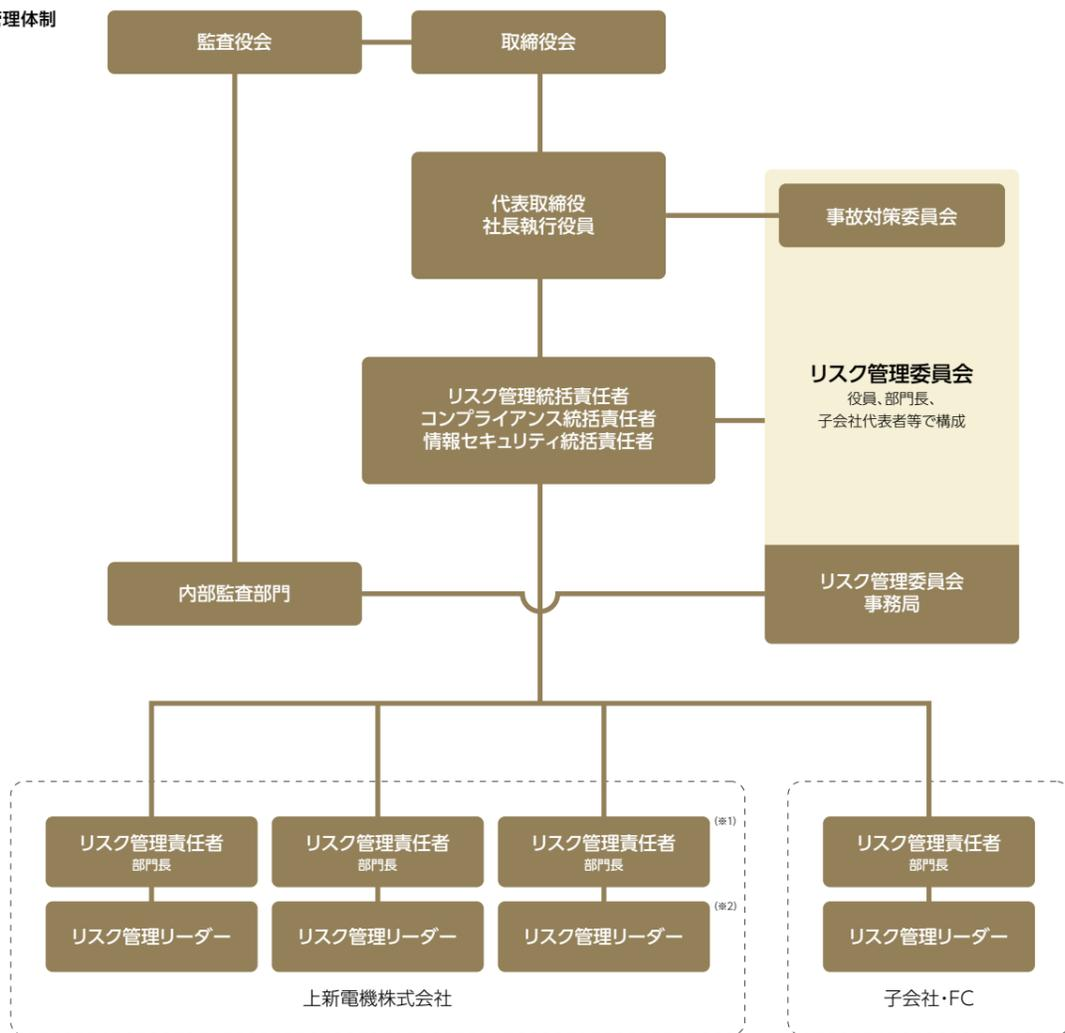 管理体制
監査役会
取締役会
代表取締役
社長執行役員
事故対策委員会
リスク管理委員会
役員、部門長、
子会社代表者等で構成
リスク管理統括責任者
コンプライアンス統括責任者
情報セキュリティ統括責任者
内部監査部門
リスク管理委員会
事務局
リスク管理責任者
部門長
リスク管理責任者
部門長
リスク管理責任者
部門長
(※1)
リスク管理責任者
部門長
リスク管理リーダー
リスク管理リーダー
リスク管理リーダー
(※2)
リスク管理リーダー
上新電機株式会社
子会社・FC